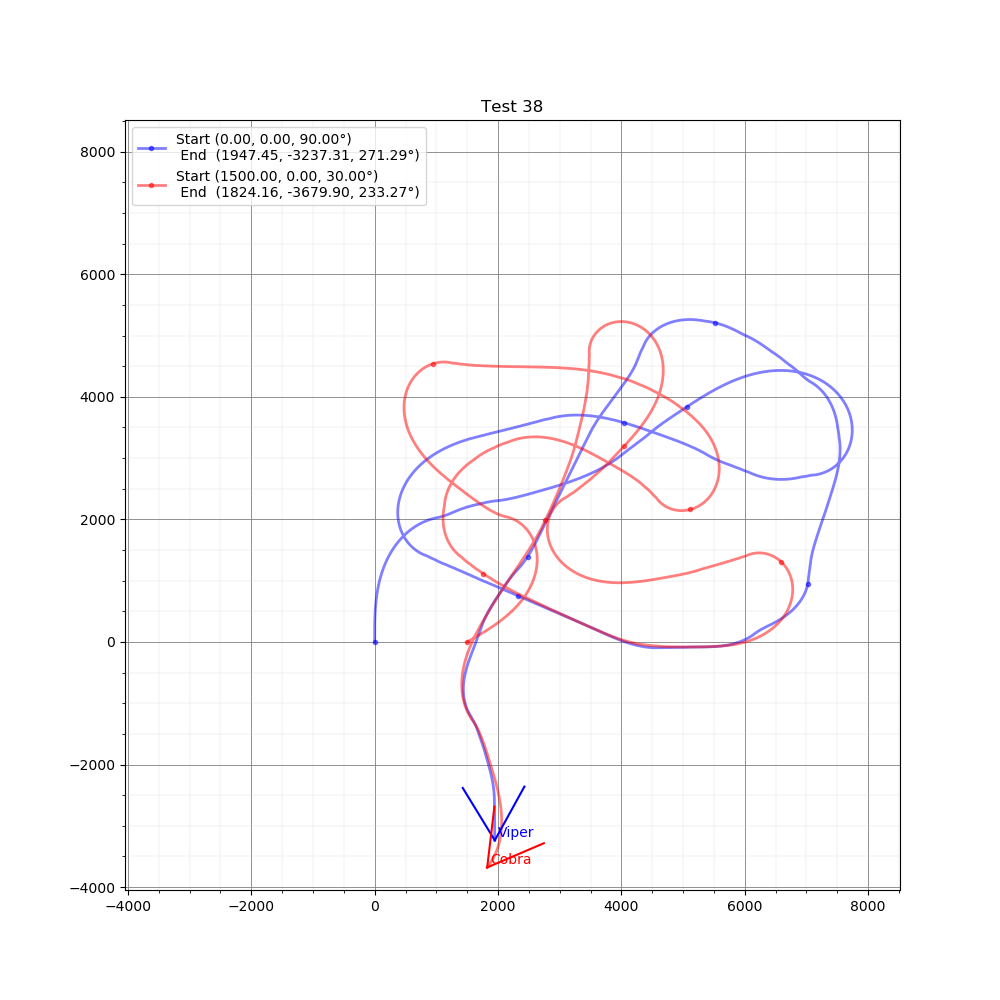 Test 38
Start (0.00, 0.00, 90.00°)
End  (1947.45, -3237.31, 271.29°)
Start (1500.00, 0.00, 30.00°)
End  (1824.16, -3679.90, 233.27°)
8000
6000
4000
2000
0
−2000
−4000
Viper
Cobra
−4000
−2000
0
2000
4000
6000
8000